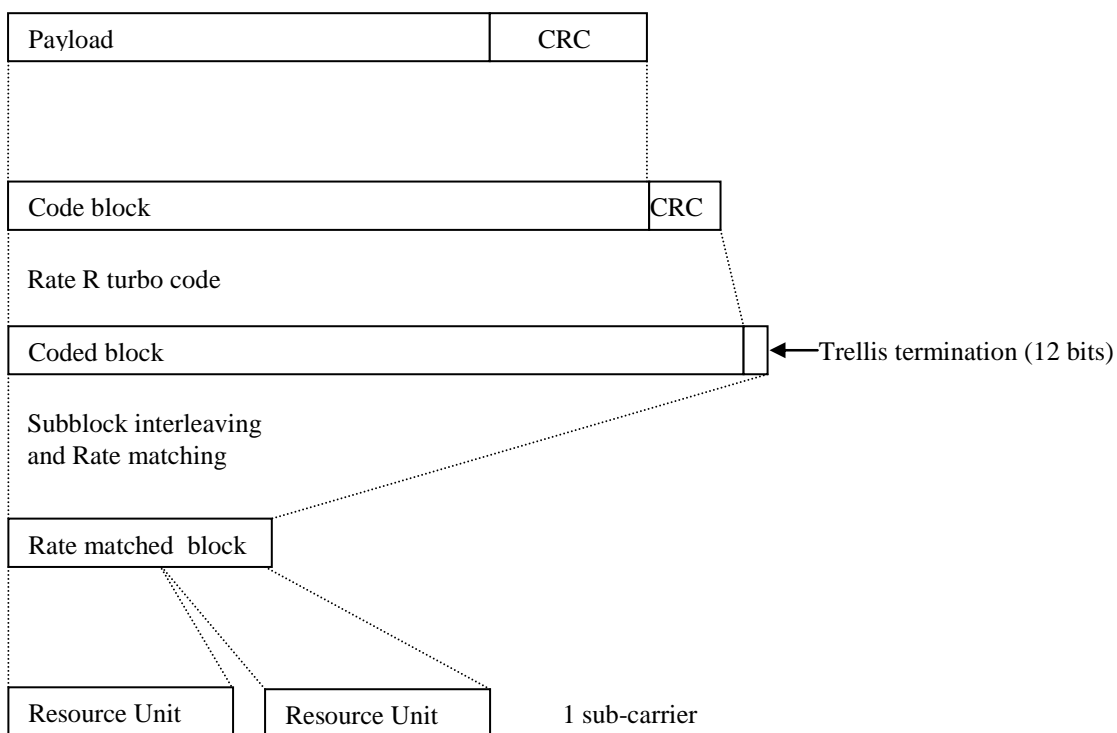 Payload CRC
Code block CRC
Rate R turbo code
Coded block
Trellis termination (12 bits)
Subblock interleaving
and Rate matching
Rate matched block
Resource Unit Resource Unit 1 sub-carrier